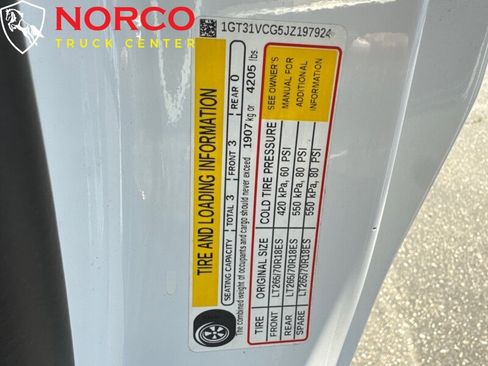 NORCO
TRUCK CENTER
1GT31VCG5JZ197924
TIRE AND LOADING INFORMATION
SEATING CAPACITY TOTAL 3 FRONT 3 REAR 0
The combined weight of occupants and cargo should never exceed 1907 kg or 4205 lbs
TIRE ORIGINAL SIZE COLD TIRE PRESSURE
FRONT LT265/70R18ES 420 kPa, 60 PSI
REAR LT265/70R18ES 550 kPa, 80 PSI
SPARE LT265/70R18ES 550 kPa, 80 PSI
SEE OWNER'S
MANUAL FOR
ADDITIONAL
INFORMATION